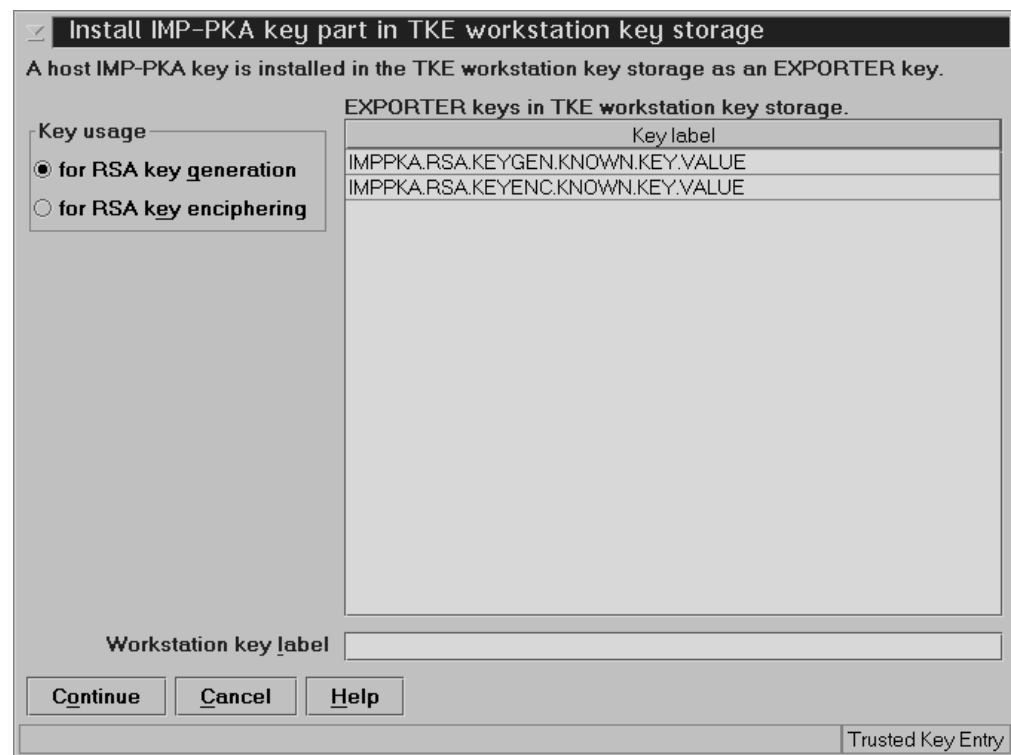 Install IMP-PKA key part in TKE workstation key storage
A host IMP-PKA key is installed in the TKE workstation key storage as an EXPORTER key.
Key usage
for RSA key generation
for RSA key enciphering
EXPORTER keys in TKE workstation key storage.
Key label
IMPPKA.RSA.KEYGEN.KNOWN.KEY.VALUE
IMPPKA.RSA.KEYENC.KNOWN.KEY.VALUE
Workstation key label
Continue Cancel Help
Trusted Key Entry